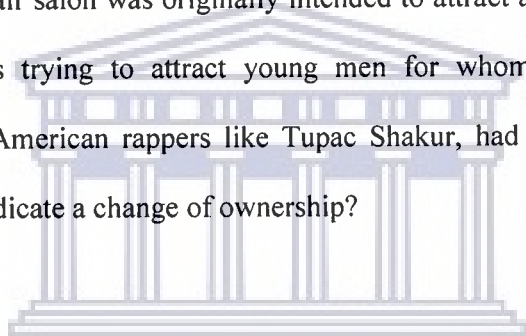 salon was originally intended to attract
trying to attract young men for whom
American rappers like Tupac Shakur, had
dicate a change of ownership?